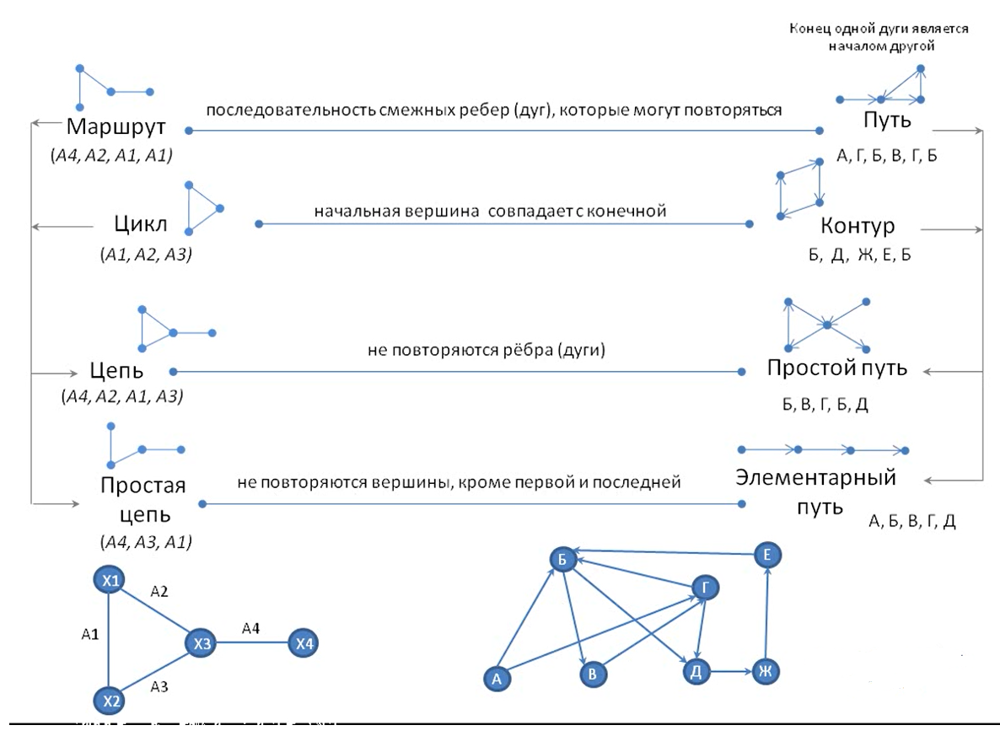 Конец одной дуги является
началом другой
последовательность смежных ребер (дуг), которые могут повторяться
Маршрут
Путь
(А4, А2, А1, А1)
А, Г, Б, В, Г, Б
начальная вершина совпадает с конечной
Цикл
Контур
(А1, А2, А3)
Б, Д, Ж, Е, Б
не повторяются рёбра (дуги)
Цепь
Простой путь
(А4, А2, А1, А3)
Б, В, Г, Б, Д
не повторяются вершины, кроме первой и последней
Простая
цепь
Элементарный
путь
(А4, А3, А1)
А, Б, В, Г, Д
Х1
А2
А1
Х3
А4
Х4
А3
Х2
Б
Е
Г
А
В
Д
Ж